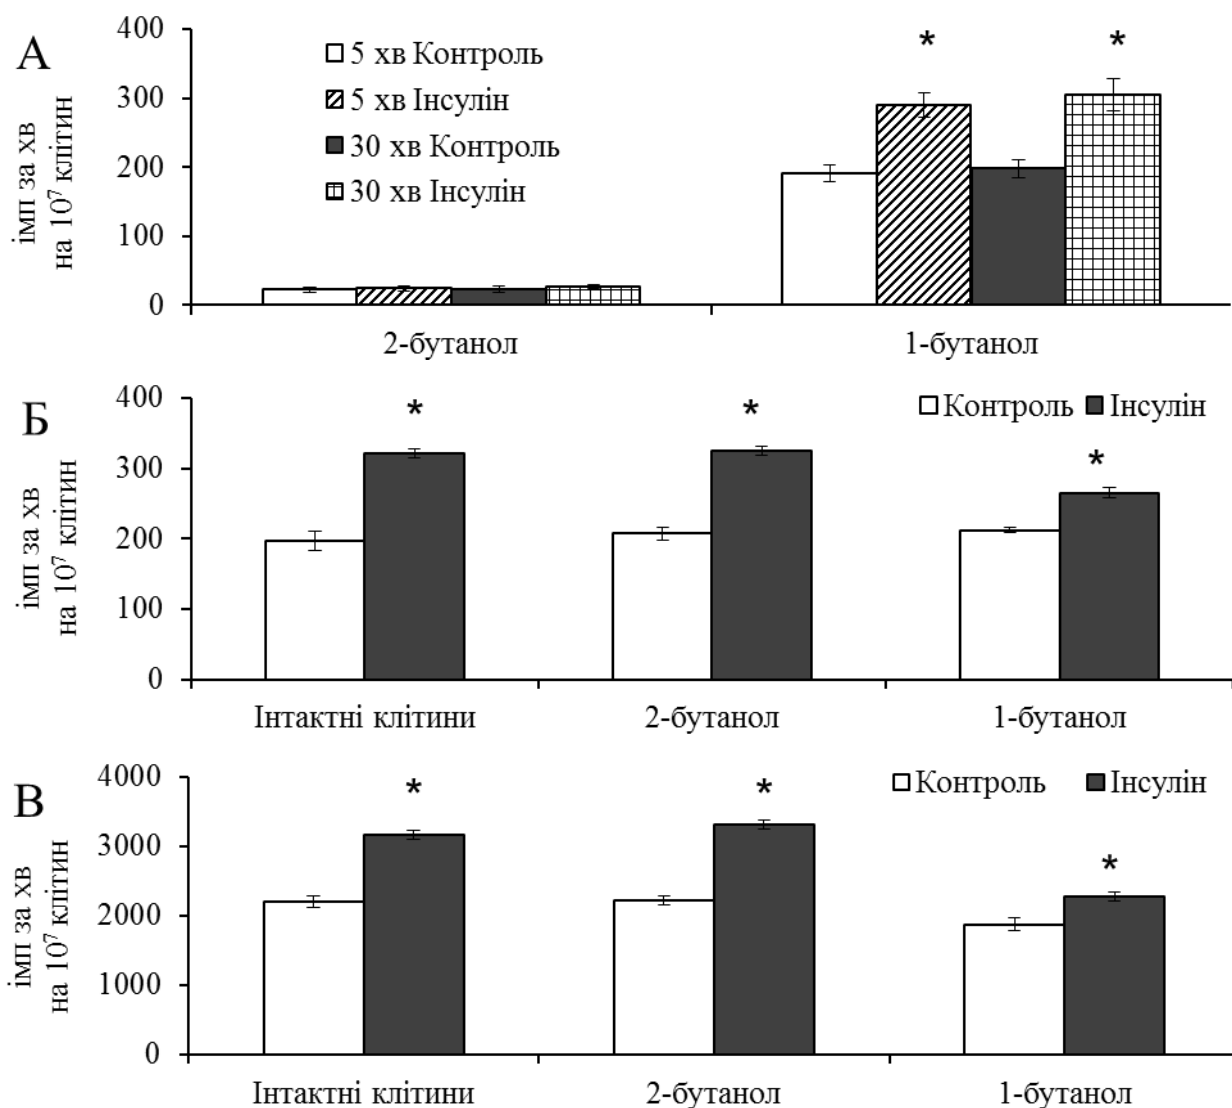 А
400
300
200
100
0
імп за хв
на 10⁷ клітин
5 хв Контроль
5 хв Інсулін
30 хв Контроль
30 хв Інсулін
* *
2-бутанол 1-бутанол
Б
400
300
200
100
0
імп за хв
на 10⁷ клітин
Контроль Інсулін
* * *
Інтактні клітини 2-бутанол 1-бутанол
В
4000
3000
2000
1000
0
імп за хв
на 10⁷ клітин
Контроль Інсулін
* * *
Інтактні клітини 2-бутанол 1-бутанол